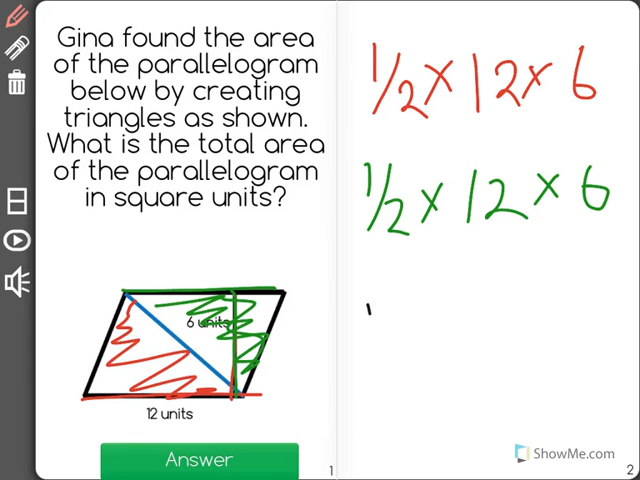 Gina found the area
of the parallelogram
below by creating
triangles as shown.
What is the total area
of the parallelogram
in square units?
6 units
12 units
Answer
1
1/2 × 12 × 6
1/2 × 12 × 6
ShowMe.com
2